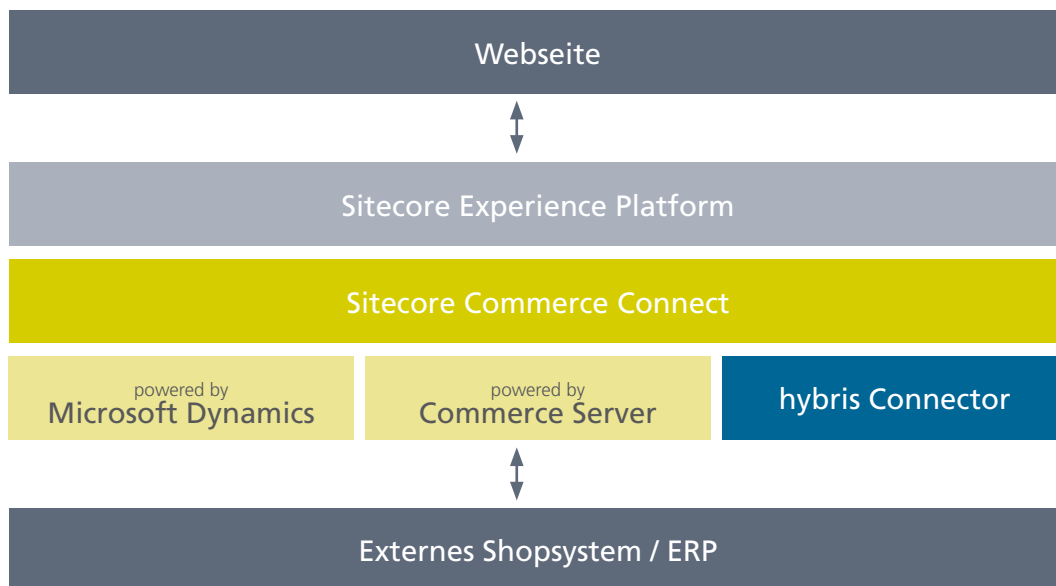 Webseite
Sitecore Experience Platform
Sitecore Commerce Connect
powered by
Microsoft Dynamics
powered by
Commerce Server
hybris Connector
Externes Shopsystem / ERP